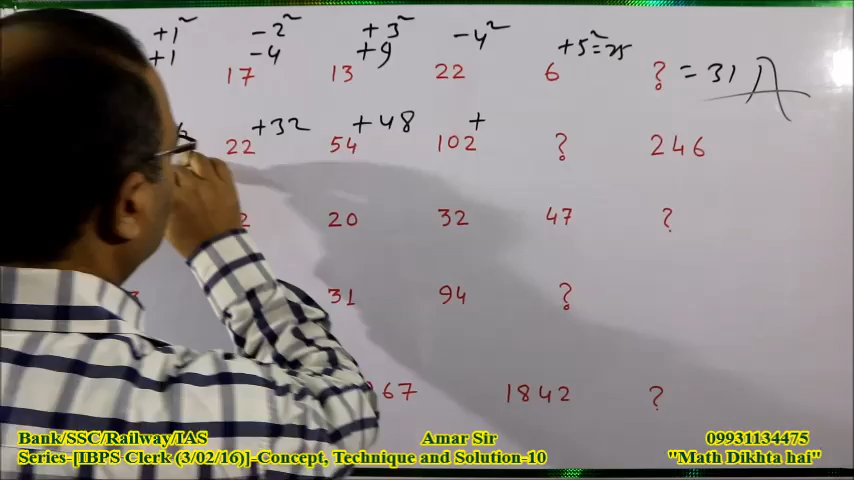 +1² -2² +3² -4²
+1 -4 +9 +5²=25
17 13 22 6 ? = 31
+32 +48 +
22 54 102 ? 246
2 20 32 47 ?
31 94 ?
67 1842 ?
Bank/SSC/Railway/IAS Amar Sir 09931134475
Series-[IBPS Clerk (3/02/16)]-Concept, Technique and Solution-10 "Math Dikhta hai"